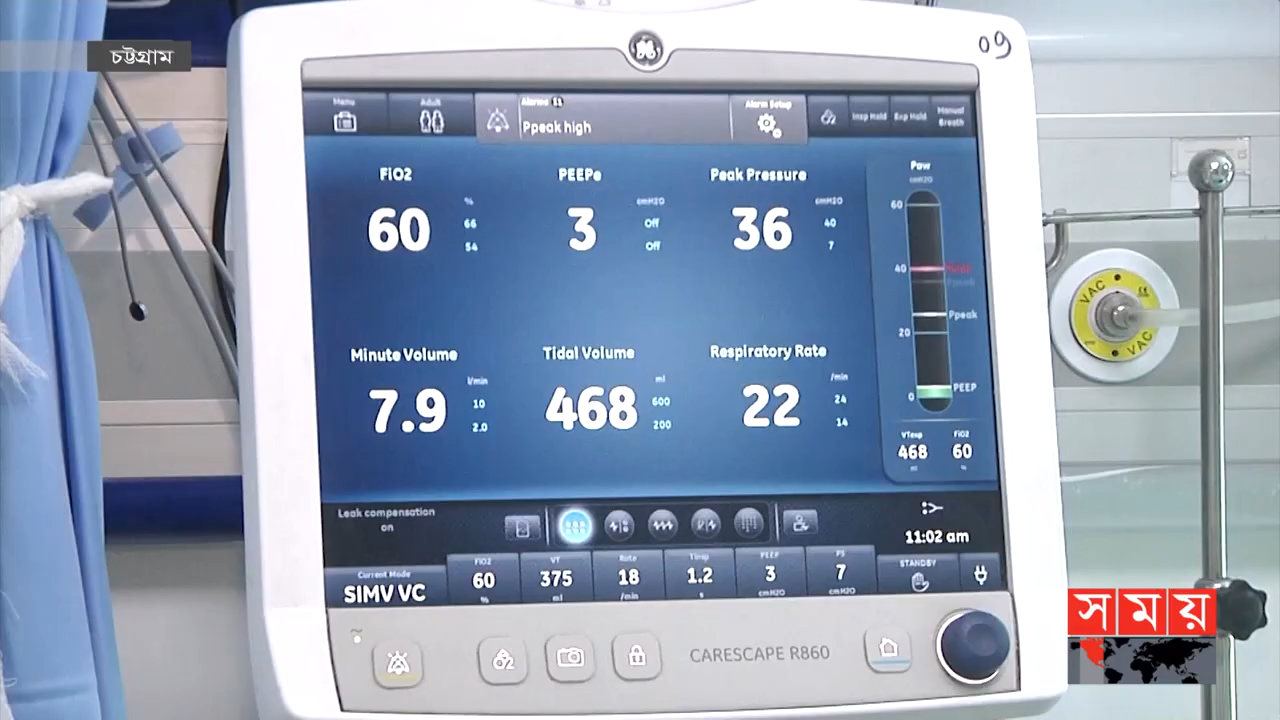 চট্টগ্রাম
09
Menu
Adult
Alarms 11
Ppeak high
Alarm Setup
O2
Insp Hold
Exp Hold
Manual
Breath
FiO2
60
%
66
54
PEEPe
3
cmH2O
Off
Off
Peak Pressure
36
cmH2O
40
7
Paw
cmH2O
60
40
Ppeak
20
PEEP
0
Minute Volume
7.9
l/min
10
2.0
Tidal Volume
468
ml
600
200
Respiratory Rate
22
/min
24
14
VTexp
468
ml
FiO2
60
%
Leak compensation
on
11:02 am
Current Mode
SIMV VC
FiO2
60
%
VT
375
ml
Rate
18
/min
Tinsp
1.2
s
PEEP
3
cmH2O
PS
7
cmH2O
STANDBY
O2
CARESCAPE R860
VAC
VAC
সময়